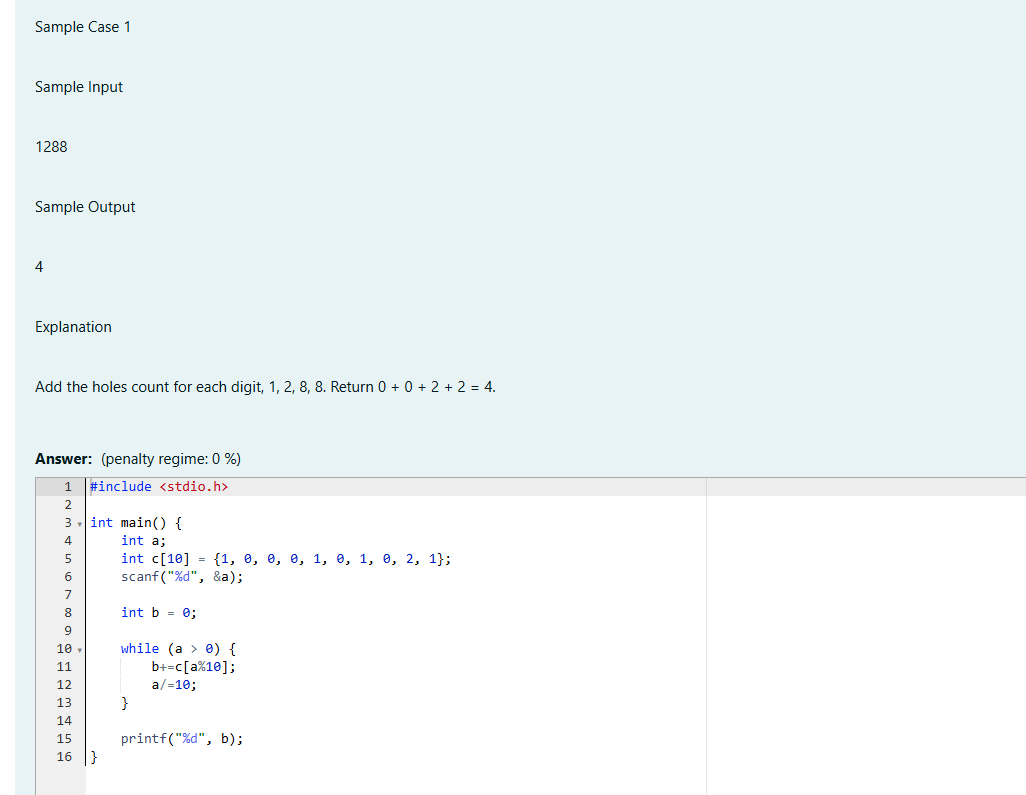 Sample Case 1
Sample Input
1288
Sample Output
4
Explanation
Add the holes count for each digit, 1, 2, 8, 8. Return 0 + 0 + 2 + 2 = 4.
Answer: (penalty regime: 0 %)
1 #include <stdio.h>
2
3 int main() {
4     int a;
5     int c[10] = {1, 0, 0, 0, 1, 0, 1, 0, 2, 1};
6     scanf("%d", &a);
7
8     int b = 0;
9
10     while (a > 0) {
11         b+=c[a%10];
12         a/=10;
13     }
14
15     printf("%d", b);
16 }